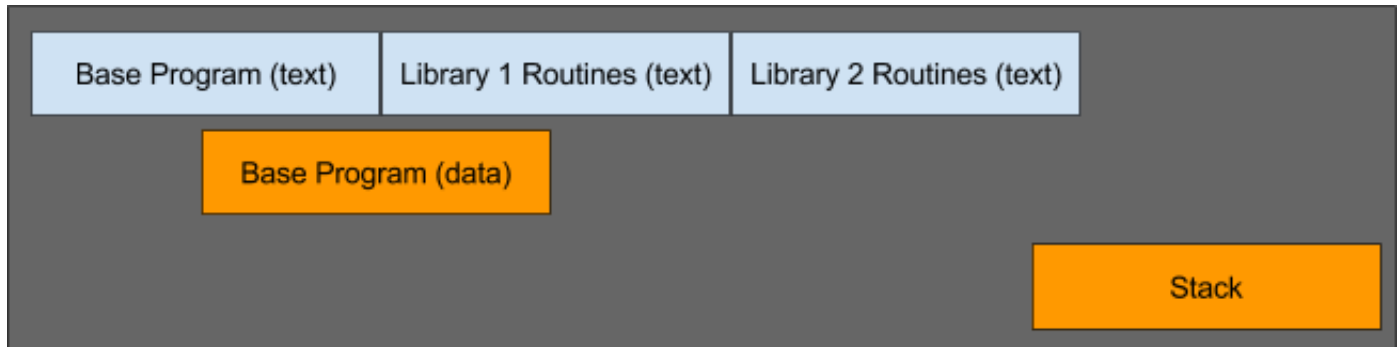 Base Program (text)
Library 1 Routines (text)
Library 2 Routines (text)
Base Program (data)
Stack